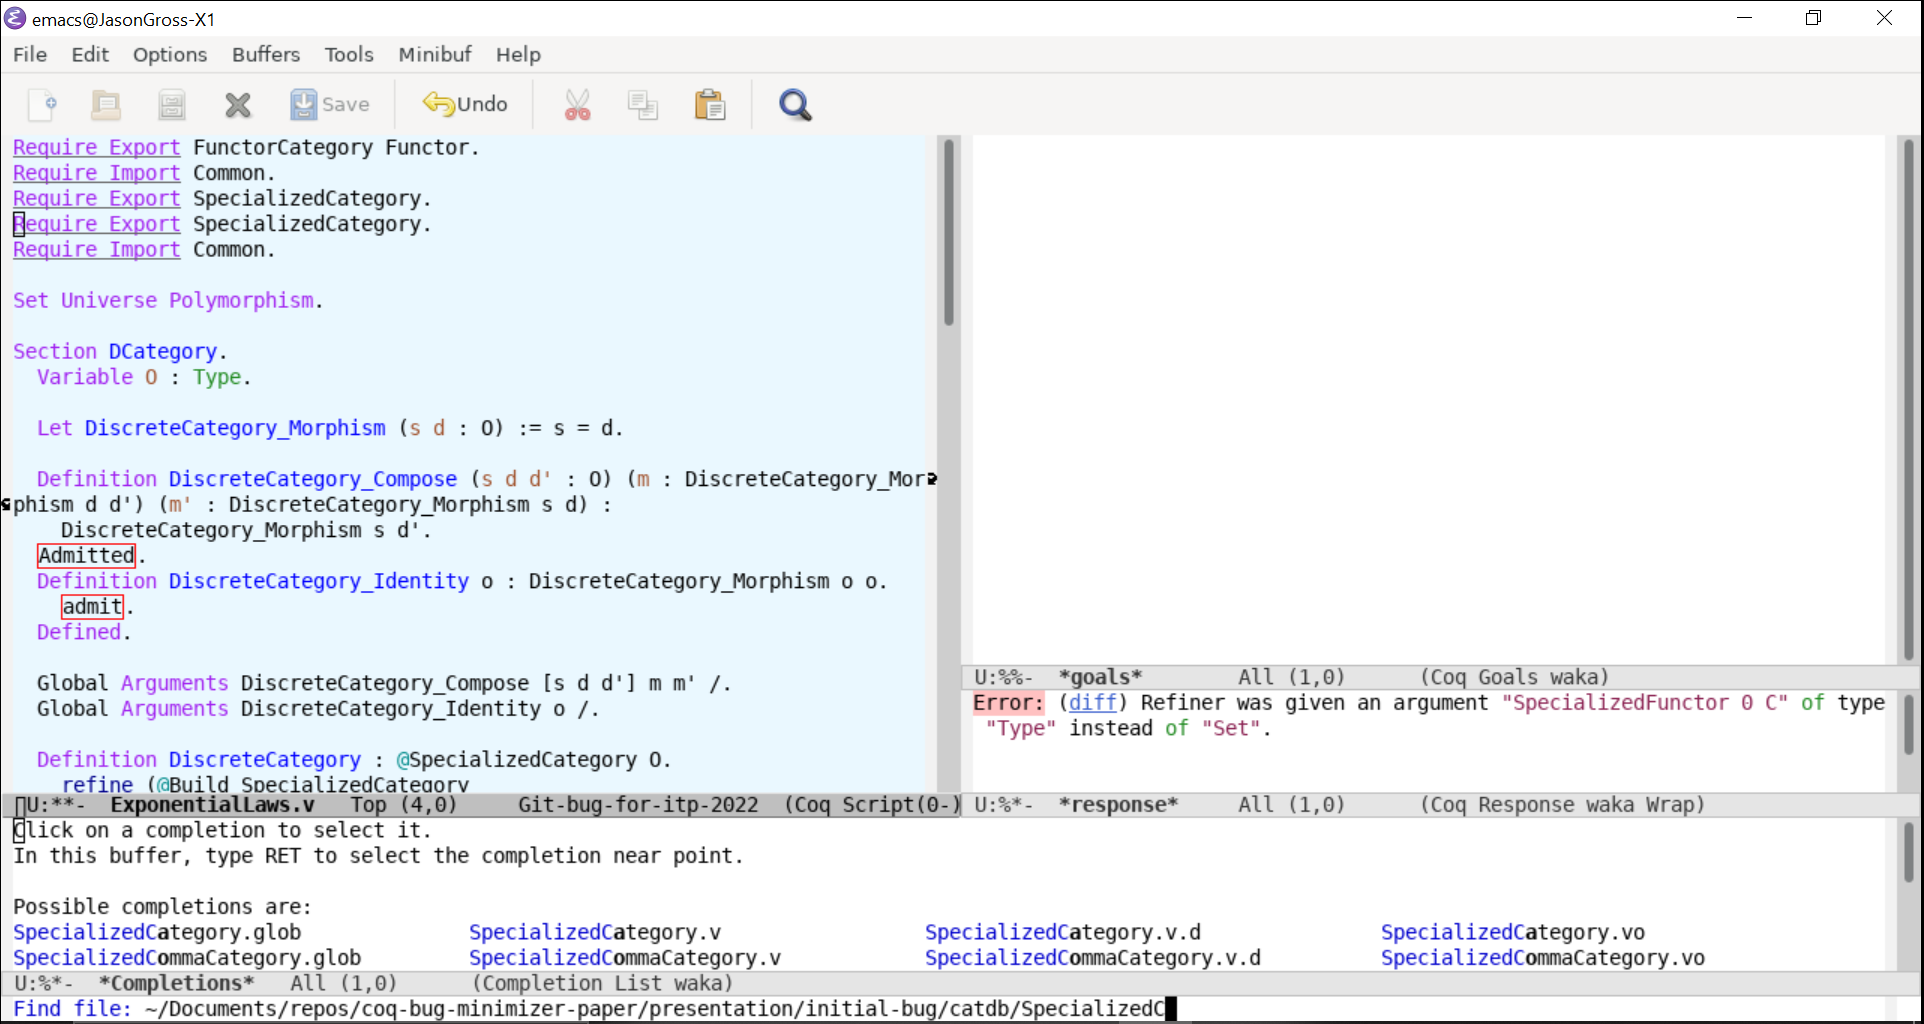 emacs@JasonGross-X1
File Edit Options Buffers Tools Minibuf Help
Save Undo
Require Export FunctorCategory Functor.
Require Import Common.
Require Export SpecializedCategory.
Require Export SpecializedCategory.
Require Import Common.
Set Universe Polymorphism.
Section DCategory.
Variable O : Type.
Let DiscreteCategory_Morphism (s d : O) := s = d.
Definition DiscreteCategory_Compose (s d d' : O) (m : DiscreteCategory_Mor
phism d d') (m' : DiscreteCategory_Morphism s d) :
DiscreteCategory_Morphism s d'.
Admitted.
Definition DiscreteCategory_Identity o : DiscreteCategory_Morphism o o.
admit.
Defined.
Global Arguments DiscreteCategory_Compose [s d d'] m m' /.
Global Arguments DiscreteCategory_Identity o /.
Definition DiscreteCategory : @SpecializedCategory O.
refine (@Build_SpecializedCategory
U:**- ExponentialLaws.v Top (4,0) Git-bug-for-itp-2022 (Coq Script(0-)
U:%%- *goals* All (1,0) (Coq Goals waka)
Error: (diff) Refiner was given an argument "SpecializedFunctor 0 C" of type
"Type" instead of "Set".
U:%*- *response* All (1,0) (Coq Response waka Wrap)
Click on a completion to select it.
In this buffer, type RET to select the completion near point.
Possible completions are:
SpecializedCategory.glob SpecializedCategory.v SpecializedCategory.v.d SpecializedCategory.vo
SpecializedCommaCategory.glob SpecializedCommaCategory.v SpecializedCommaCategory.v.d SpecializedCommaCategory.vo
U:%*- *Completions* All (1,0) (Completion List waka)
Find file: ~/Documents/repos/coq-bug-minimizer-paper/presentation/initial-bug/catdb/SpecializedC